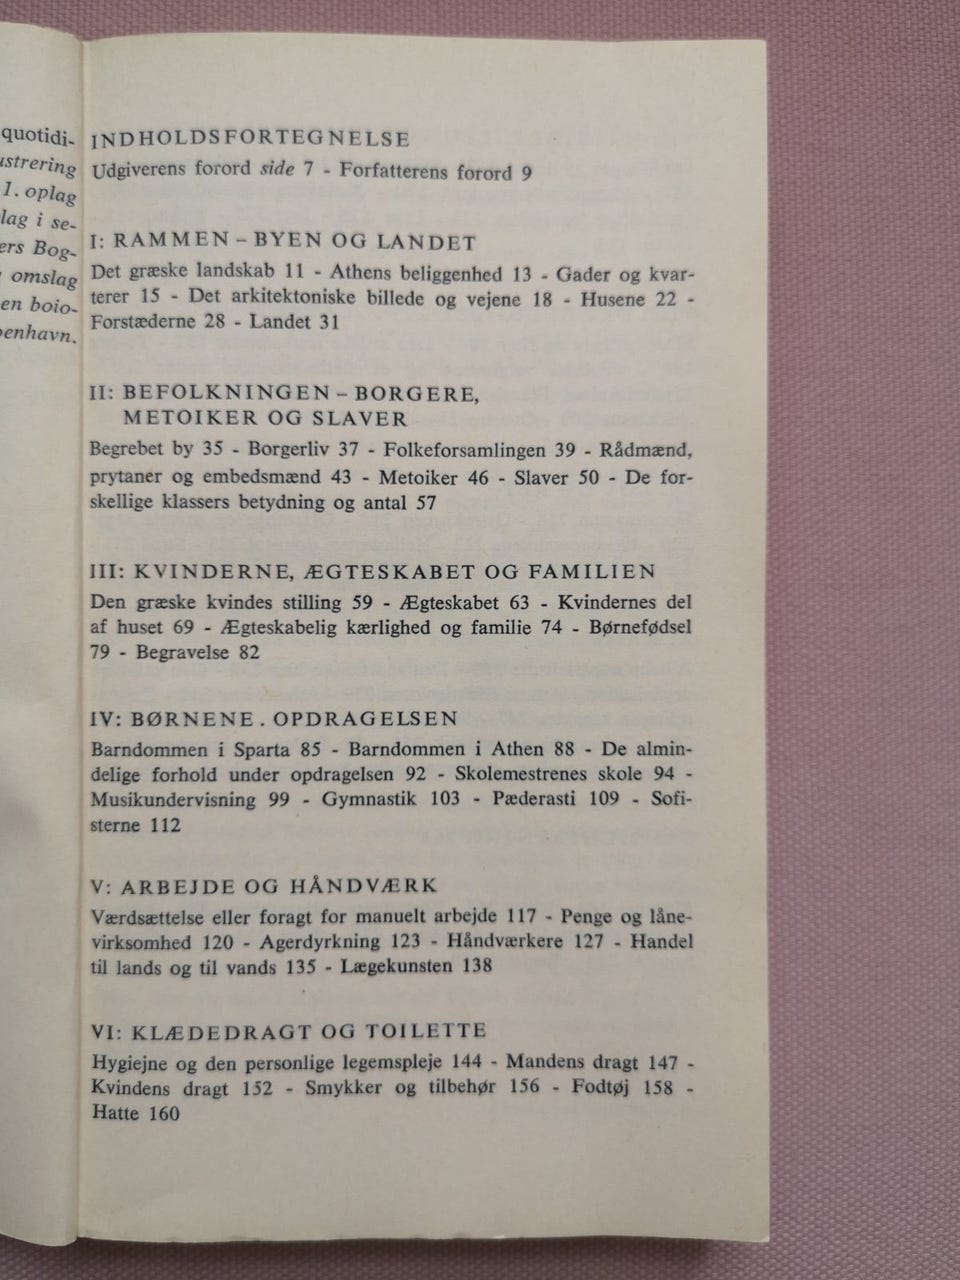 quotidi-
ustrering
1. oplag
lag i se-
ers Bog-
omslag
en boio-
benhavn.
INDHOLDSFORTEGNELSE
Udgiverens forord side 7 - Forfatterens forord 9
I: RAMMEN – BYEN OG LANDET
Det græske landskab 11 - Athens beliggenhed 13 - Gader og kvar-
terer 15 - Det arkitektoniske billede og vejene 18 - Husene 22 -
Forstæderne 28 - Landet 31
II: BEFOLKNINGEN – BORGERE,
METOIKER OG SLAVER
Begrebet by 35 - Borgerliv 37 - Folkeforsamlingen 39 - Rådmænd,
prytaner og embedsmænd 43 - Metoiker 46 - Slaver 50 - De for-
skellige klassers betydning og antal 57
III: KVINDERNE, ÆGTESKABET OG FAMILIEN
Den græske kvindes stilling 59 - Ægteskabet 63 - Kvindernes del
af huset 69 - Ægteskabelig kærlighed og familie 74 - Børnefødsel
79 - Begravelse 82
IV: BØRNENE. OPDRAGELSEN
Barndommen i Sparta 85 - Barndommen i Athen 88 - De almin-
delige forhold under opdragelsen 92 - Skolemestrenes skole 94 -
Musikundervisning 99 - Gymnastik 103 - Pæderasti 109 - Sofi-
sterne 112
V: ARBEJDE OG HÅNDVÆRK
Værdsættelse eller foragt for manuelt arbejde 117 - Penge og låne-
virksomhed 120 - Agerdyrkning 123 - Håndværkere 127 - Handel
til lands og til vands 135 - Lægekunsten 138
VI: KLÆDEDRAGT OG TOILETTE
Hygiejne og den personlige legemspleje 144 - Mandens dragt 147 -
Kvindens dragt 152 - Smykker og tilbehør 156 - Fodtøj 158 -
Hatte 160